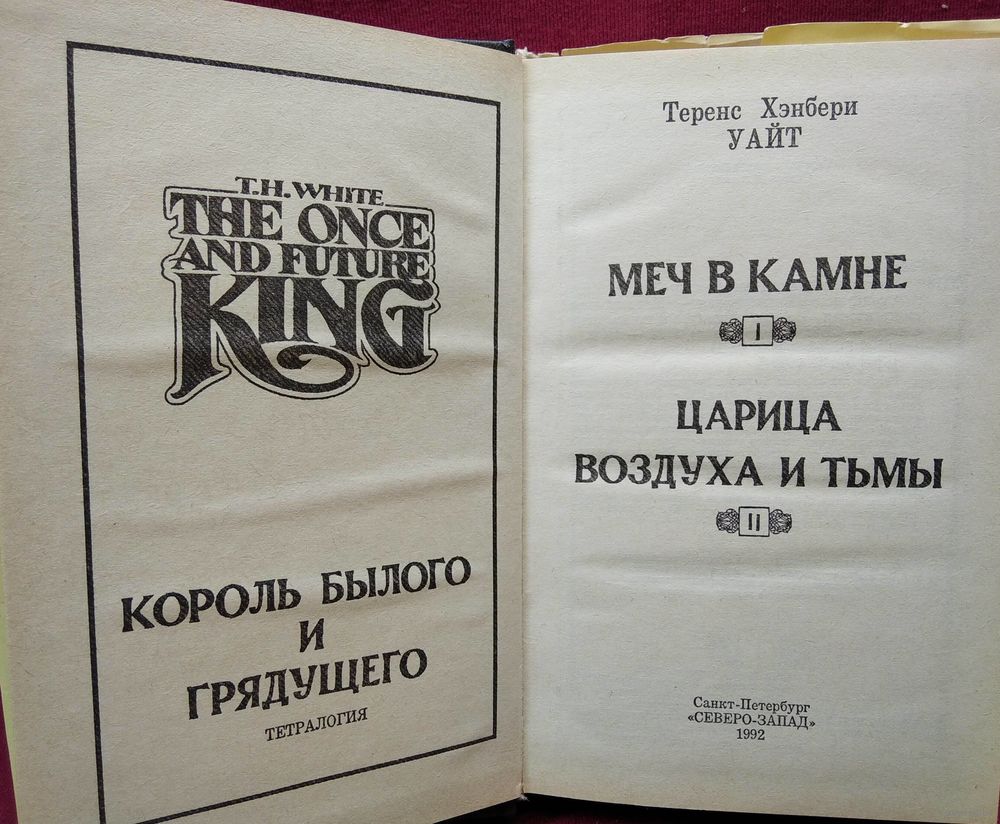 T.H. WHITE
THE ONCE
AND FUTURE
KING
КОРОЛЬ БЫЛОГО
И
ГРЯДУЩЕГО
ТЕТРАЛОГИЯ
Теренс Хэнбери
УАЙТ
МЕЧ В КАМНЕ
I
ЦАРИЦА
ВОЗДУХА И ТЬМЫ
II
Санкт-Петербург
«СЕВЕРО-ЗАПАД»
1992